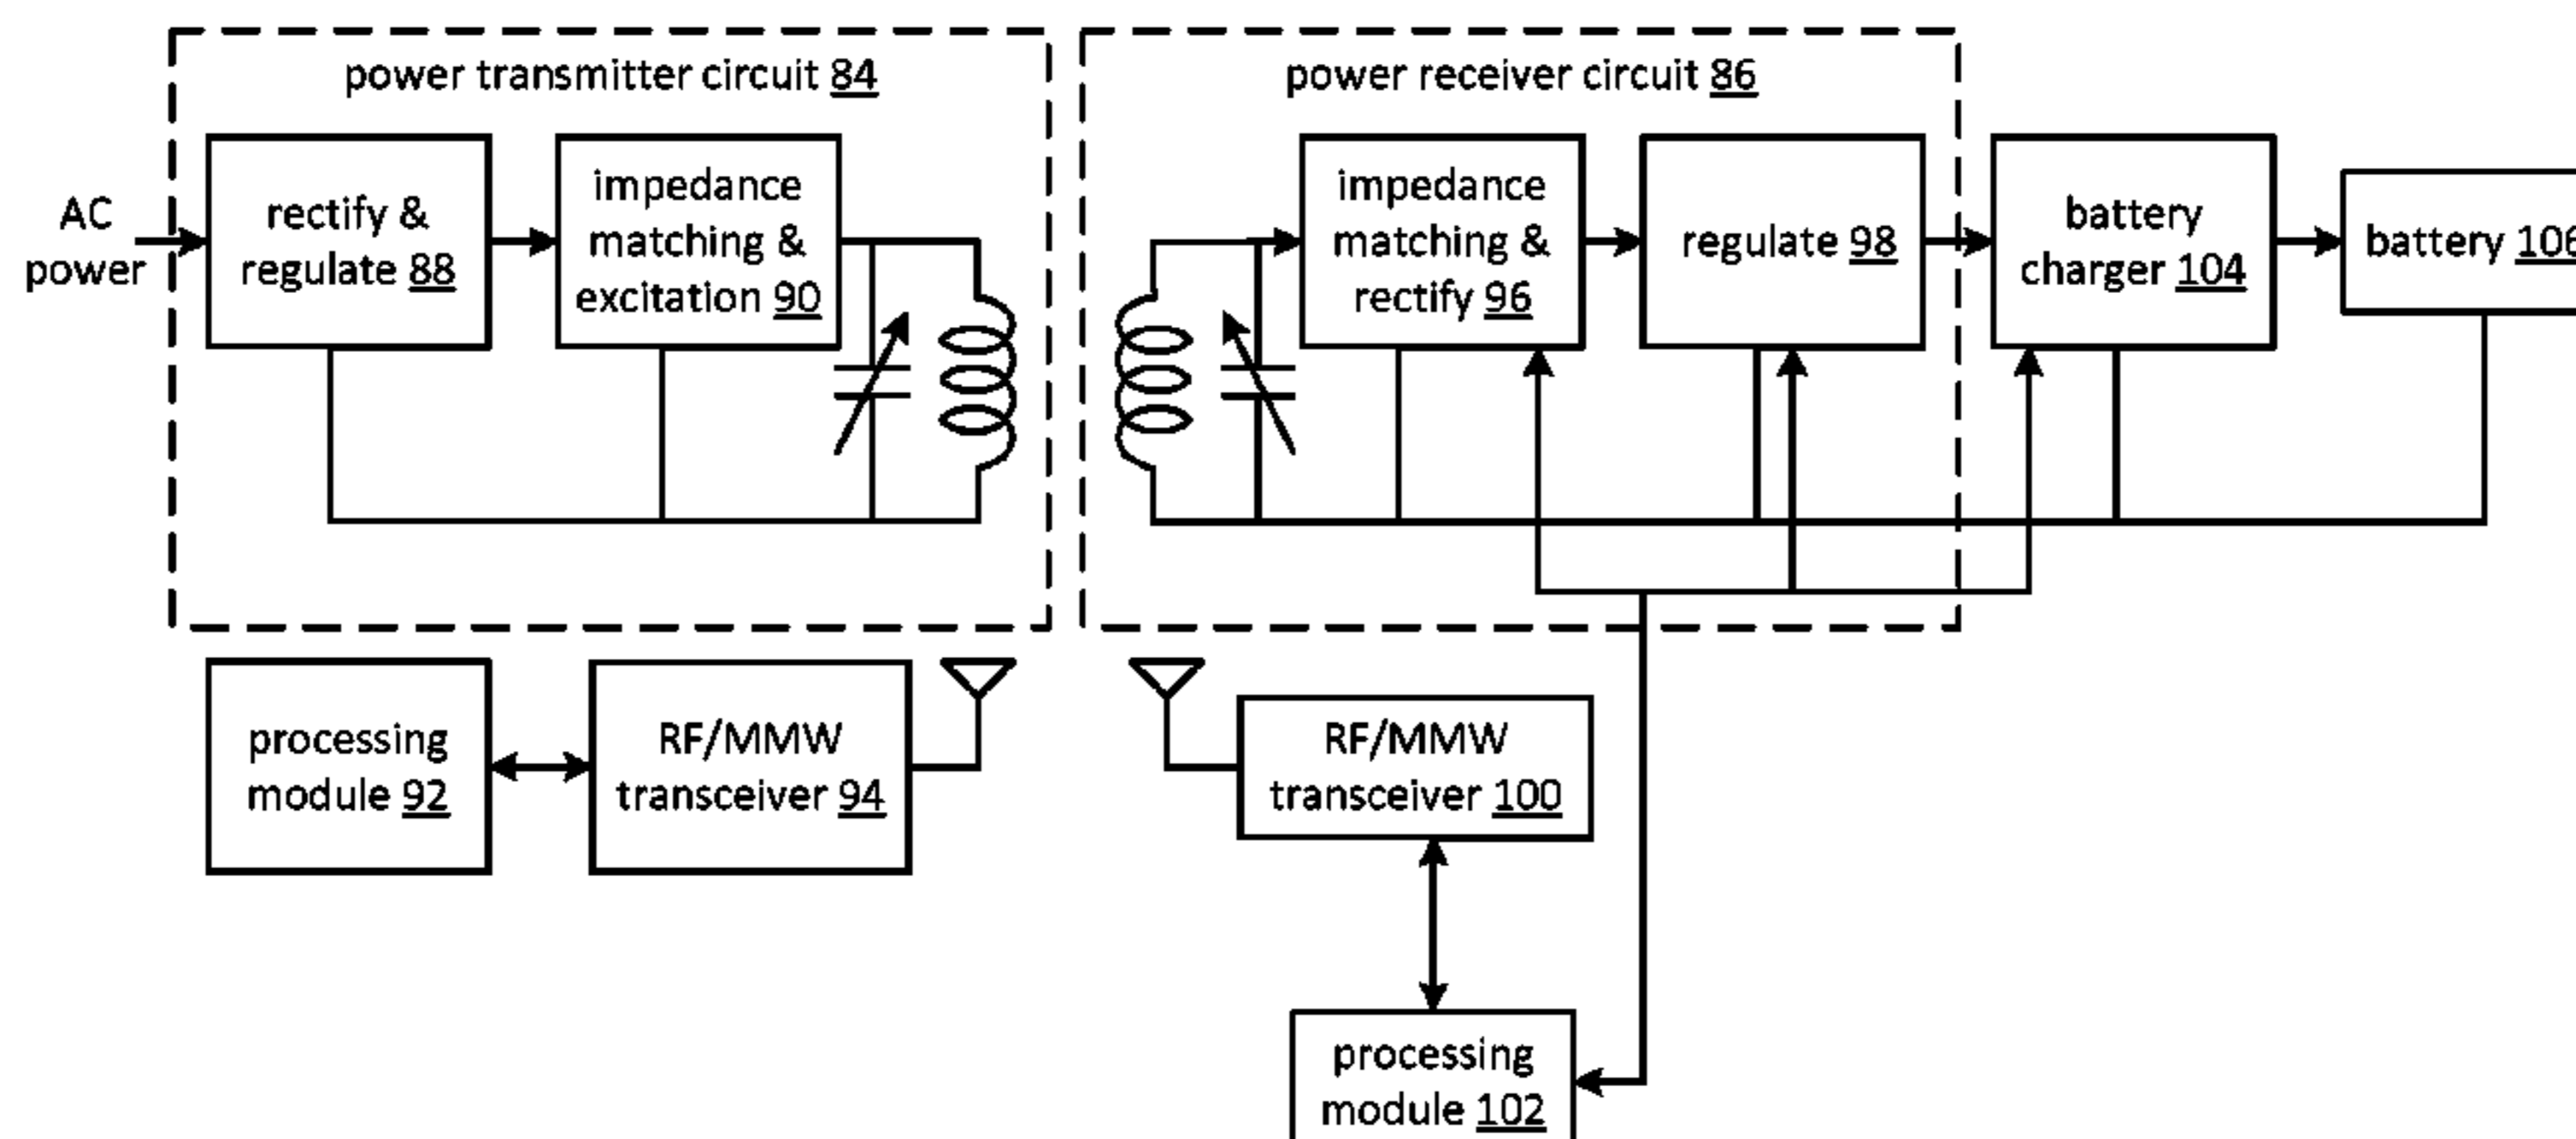 power transmitter circuit 84
power receiver circuit 86
AC
power
rectify &
regulate 88
impedance
matching &
excitation 90
impedance
matching &
rectify 96
regulate 98
battery
charger 104
battery 106
processing
module 92
RF/MMW
transceiver 94
RF/MMW
transceiver 100
processing
module 102